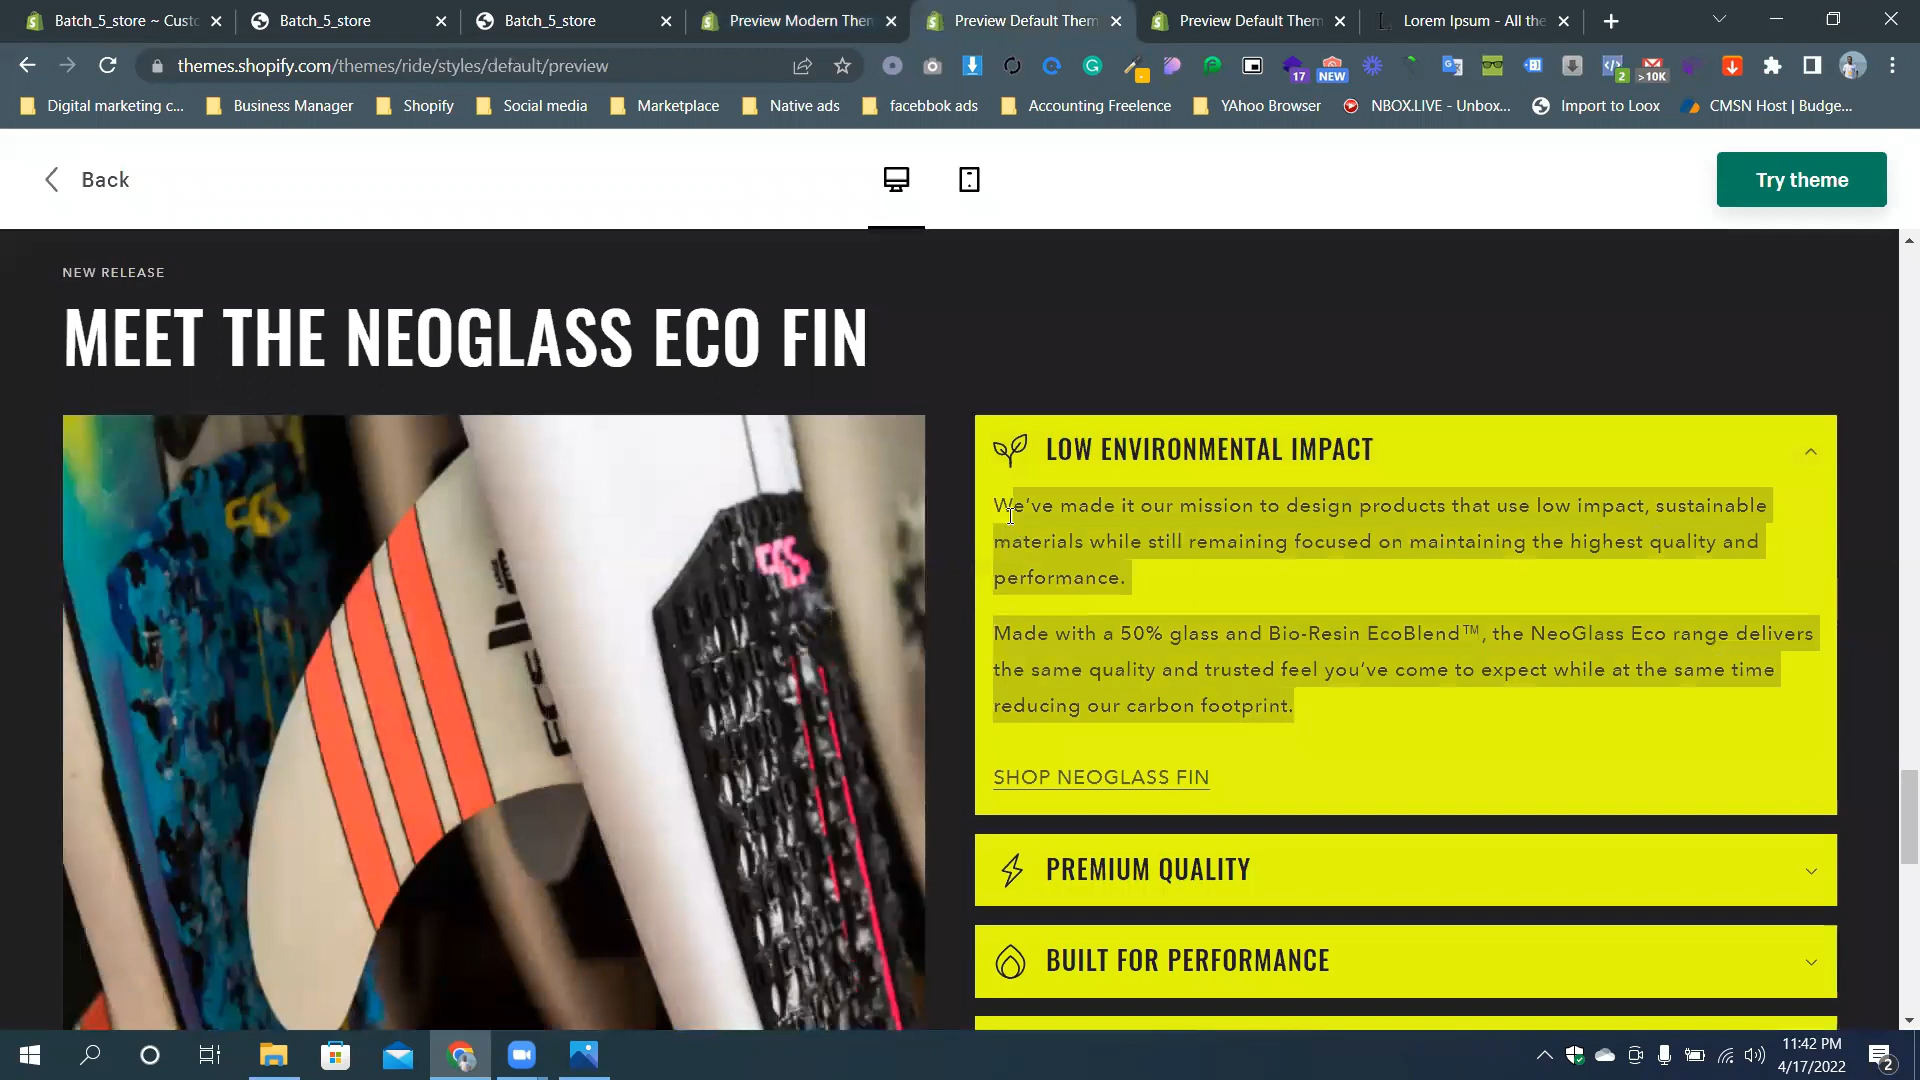 Batch_5_store ~ Custo
Batch_5_store
Batch_5_store
Preview Modern Them
Preview Default Them
Preview Default Them
Lorem Ipsum - All the
themes.shopify.com/themes/ride/styles/default/preview
17
NEW
2
>10K
Digital marketing c...
Business Manager
Shopify
Social media
Marketplace
Native ads
facebbok ads
Accounting Freelence
YAhoo Browser
NBOX.LIVE - Unbox...
Import to Loox
CMSN Host | Budge...
Back
Try theme
NEW RELEASE
MEET THE NEOGLASS ECO FIN
LOW ENVIRONMENTAL IMPACT
We've made it our mission to design products that use low impact, sustainable
materials while still remaining focused on maintaining the highest quality and
performance.
Made with a 50% glass and Bio-Resin EcoBlend™, the NeoGlass Eco range delivers
the same quality and trusted feel you've come to expect while at the same time
reducing our carbon footprint.
SHOP NEOGLASS FIN
PREMIUM QUALITY
BUILT FOR PERFORMANCE
11:42 PM
4/17/2022
2